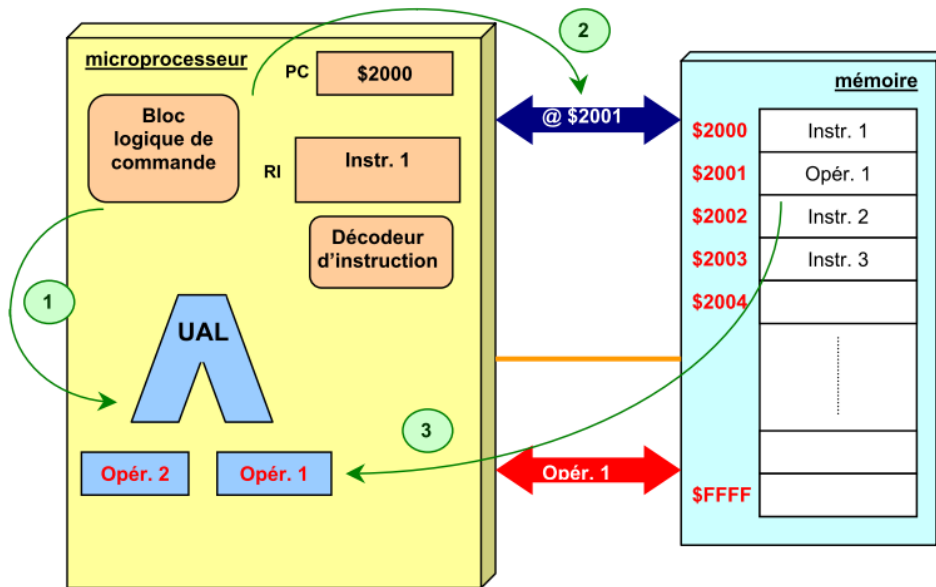 microprocesseur
PC
$2000
2
mémoire
Bloc
logique de
commande
@ $2001
$2000
Instr. 1
RI
Instr. 1
$2001
Opér. 1
$2002
Instr. 2
Décodeur
d’instruction
$2003
Instr. 3
1
$2004
UAL
3
Opér. 2
Opér. 1
Opér. 1
$FFFF